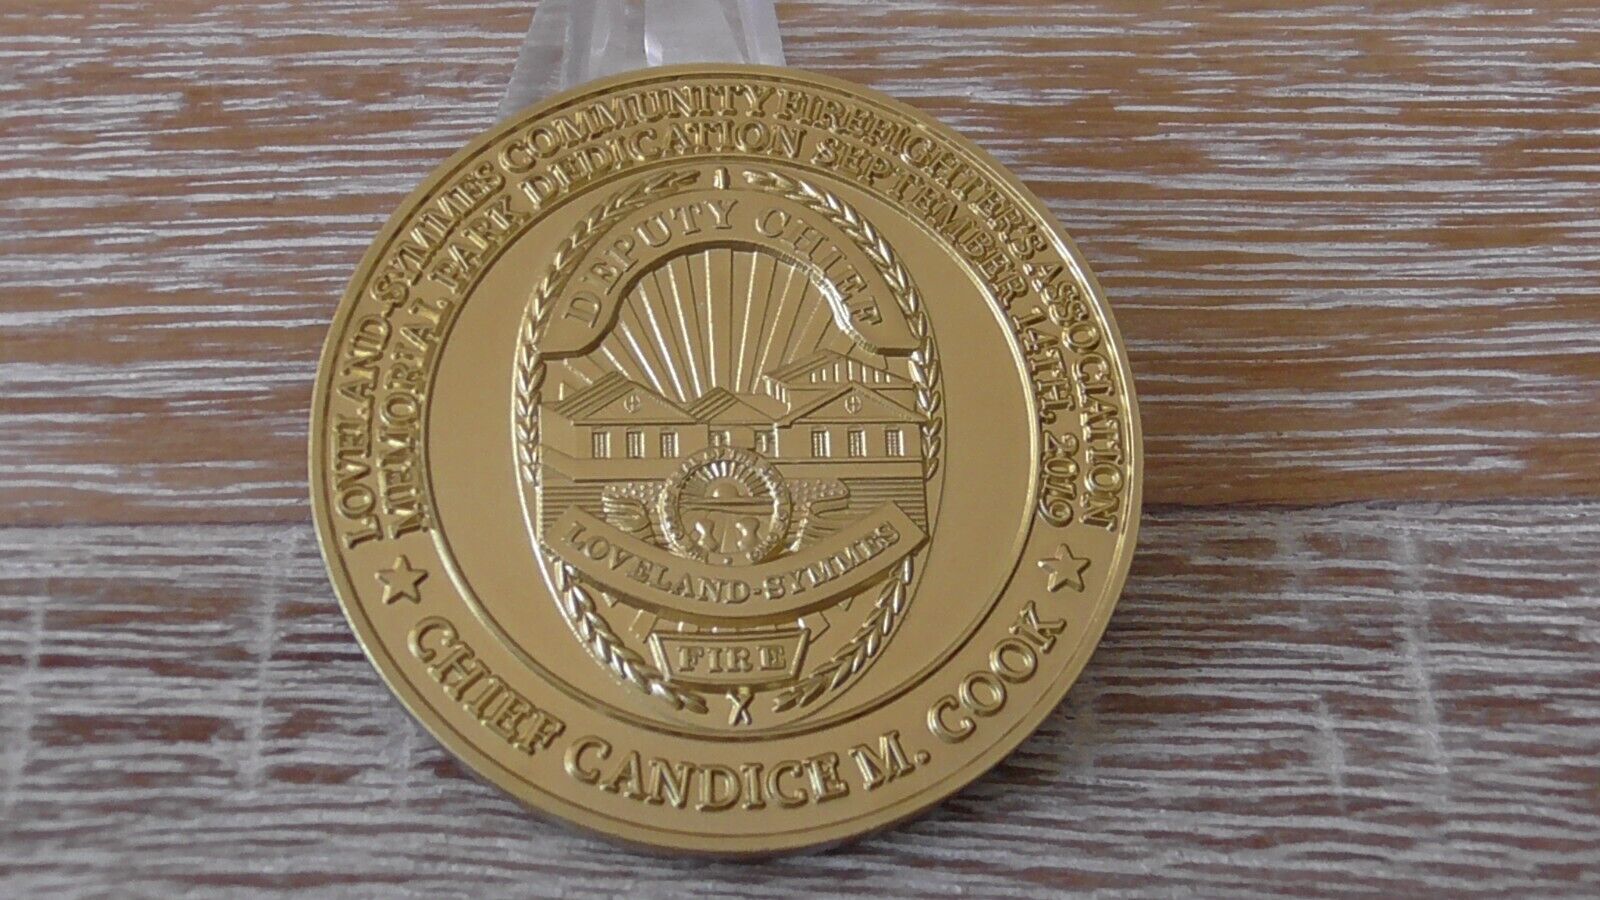 LOVELAND-SYMMES COMMUNITY FIREFIGHTER'S ASSOCIATION
MEMORIAL PARK DEDICATION SEPTEMBER 14TH, 2019
DEPUTY CHIEF
LOVELAND-SYMMES
FIRE
CHIEF CANDICE M. COOK